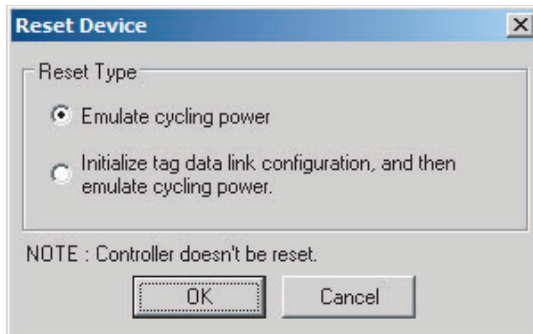 Reset Device
Reset Type
Emulate cycling power
Initialize tag data link configuration, and then
emulate cycling power.
NOTE : Controller doesn't be reset.
OK
Cancel